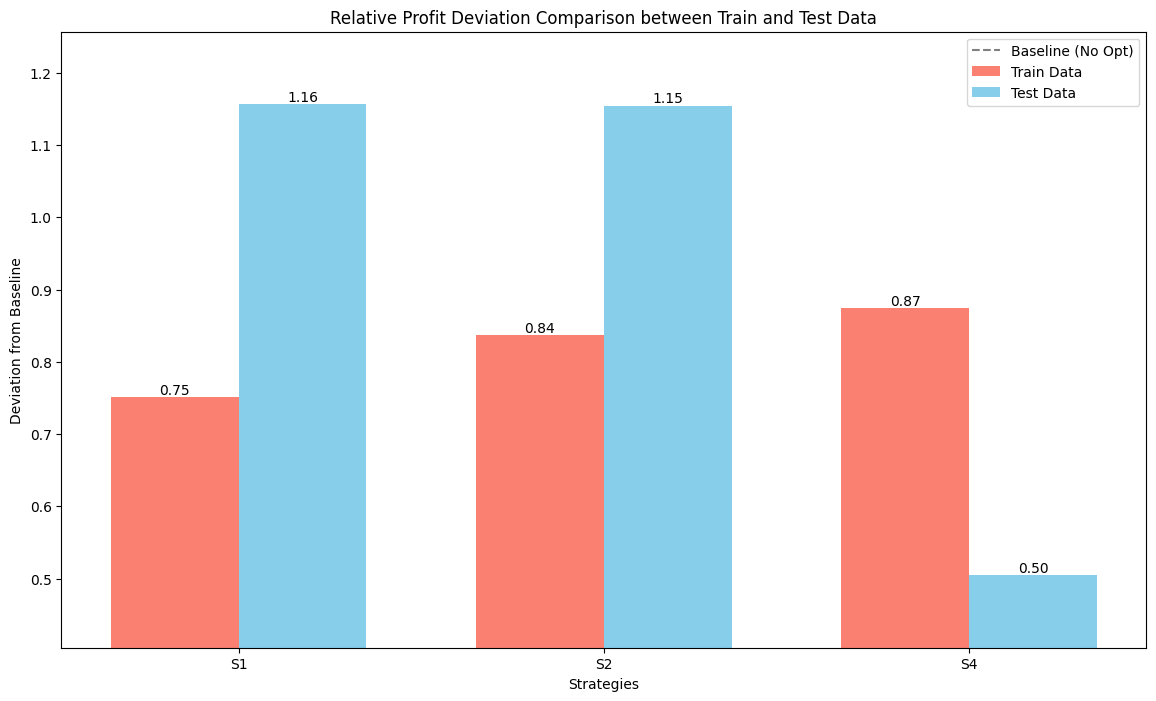 Relative Profit Deviation Comparison between Train and Test Data
Baseline (No Opt)
Train Data
Test Data
Deviation from Baseline
1.2
1.1
1.0
0.9
0.8
0.7
0.6
0.5
0.75
1.16
0.84
1.15
0.87
0.50
S1
S2
S4
Strategies